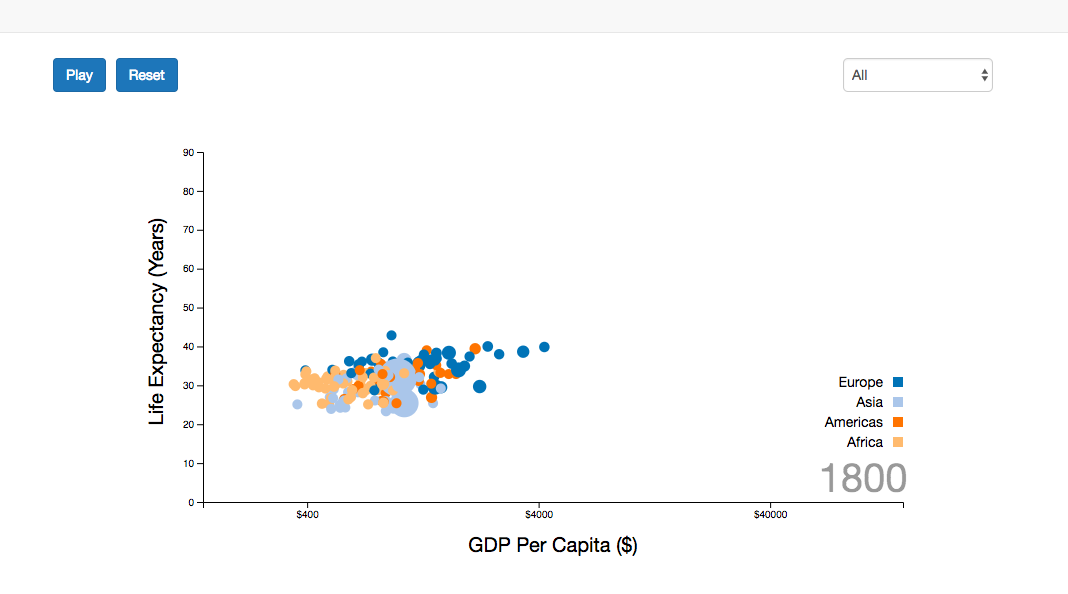 Play Reset All
90
80
70
60
50
40
30
20
10
0
Life Expectancy (Years)
Europe
Asia
Americas
Africa
1800
$400 $4000 $40000
GDP Per Capita ($)